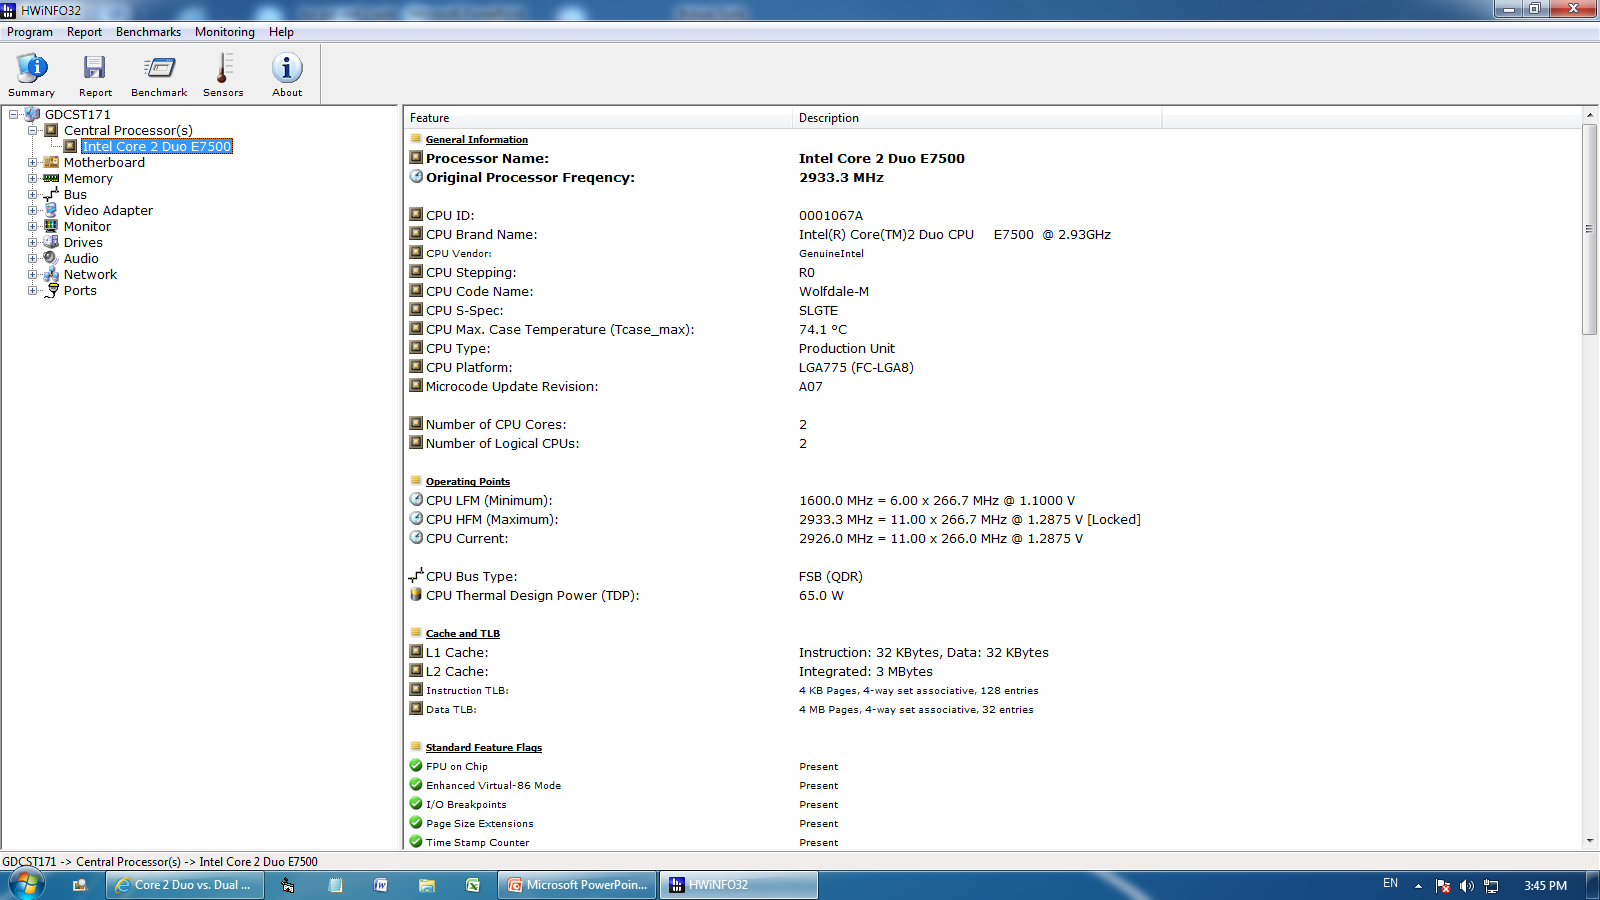 HWiNFO32
Program Report Benchmarks Monitoring Help
Summary Report Benchmark Sensors About
GDCST171
Central Processor(s)
Intel Core 2 Duo E7500
Motherboard
Memory
Bus
Video Adapter
Monitor
Drives
Audio
Network
Ports
Feature Description
General Information
Processor Name: Intel Core 2 Duo E7500
Original Processor Freqency: 2933.3 MHz
CPU ID: 0001067A
CPU Brand Name: Intel(R) Core(TM)2 Duo CPU E7500 @ 2.93GHz
CPU Vendor: GenuineIntel
CPU Stepping: R0
CPU Code Name: Wolfdale-M
CPU S-Spec: SLGTE
CPU Max. Case Temperature (Tcase_max): 74.1 °C
CPU Type: Production Unit
CPU Platform: LGA775 (FC-LGA8)
Microcode Update Revision: A07
Number of CPU Cores: 2
Number of Logical CPUs: 2
Operating Points
CPU LFM (Minimum): 1600.0 MHz = 6.00 x 266.7 MHz @ 1.1000 V
CPU HFM (Maximum): 2933.3 MHz = 11.00 x 266.7 MHz @ 1.2875 V [Locked]
CPU Current: 2926.0 MHz = 11.00 x 266.0 MHz @ 1.2875 V
CPU Bus Type: FSB (QDR)
CPU Thermal Design Power (TDP): 65.0 W
Cache and TLB
L1 Cache: Instruction: 32 KBytes, Data: 32 KBytes
L2 Cache: Integrated: 3 MBytes
Instruction TLB: 4 KB Pages, 4-way set associative, 128 entries
Data TLB: 4 MB Pages, 4-way set associative, 32 entries
Standard Feature Flags
FPU on Chip Present
Enhanced Virtual-86 Mode Present
I/O Breakpoints Present
Page Size Extensions Present
Time Stamp Counter Present
GDCST171 -> Central Processor(s) -> Intel Core 2 Duo E7500
Core 2 Duo vs. Dual ... Microsoft PowerPoin... HWiNFO32 EN 3:45 PM